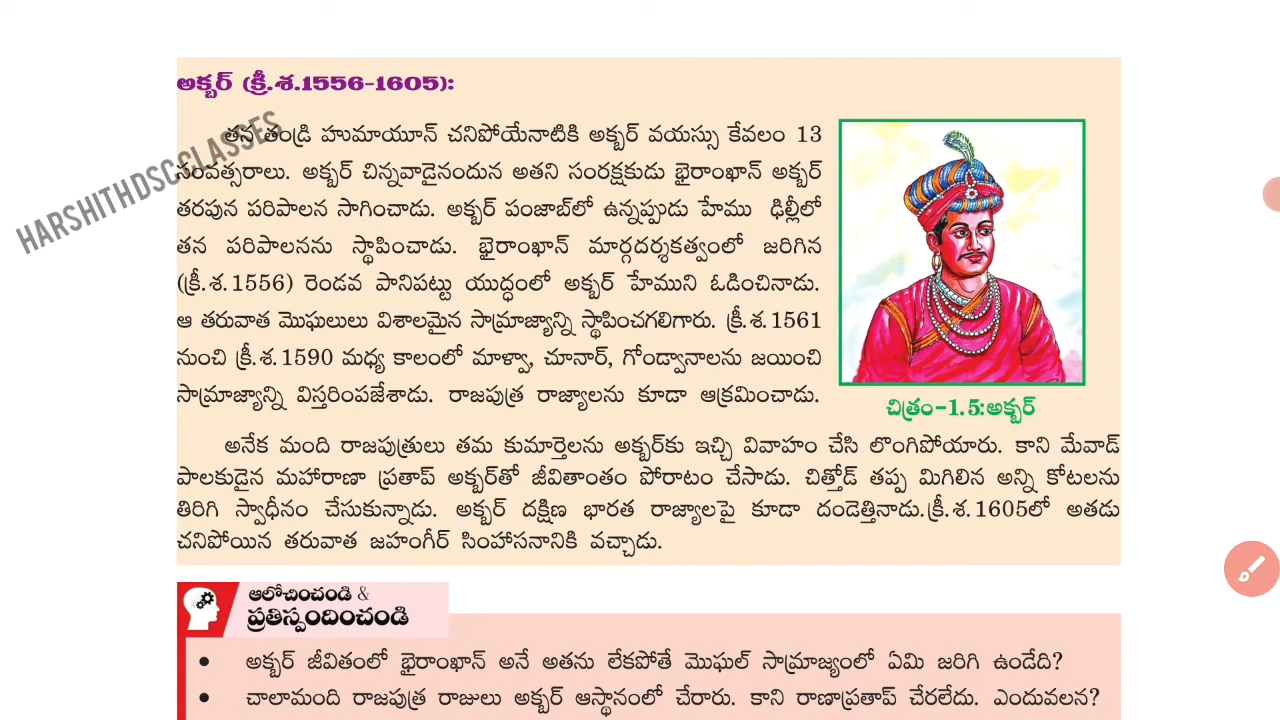 అక్బర్ (క్రీ.శ.1556-1605):
తన తండ్రి హుమాయూన్ చనిపోయేనాటికి అక్బర్ వయస్సు కేవలం 13
సంవత్సరాలు. అక్బర్ చిన్నవాడైనందున అతని సంరక్షకుడు భైరాంఖాన్ అక్బర్
తరపున పరిపాలన సాగించాడు. అక్బర్ పంజాబ్‌లో ఉన్నప్పుడు హేము ఢిల్లీలో
తన పరిపాలనను స్థాపించాడు. భైరాంఖాన్ మార్గదర్శకత్వంలో జరిగిన
(క్రీ.శ.1556) రెండవ పానిపట్టు యుద్ధంలో అక్బర్ హేముని ఓడించినాడు.
ఆ తరువాత మొఘలులు విశాలమైన సామ్రాజ్యాన్ని స్థాపించగలిగారు. క్రీ.శ.1561
నుంచి క్రీ.శ.1590 మధ్య కాలంలో మాళ్వా, చూనార్, గోండ్వానాలను జయించి
సామ్రాజ్యాన్ని విస్తరింపజేశాడు. రాజపుత్ర రాజ్యాలను కూడా ఆక్రమించాడు.
చిత్రం-1.5:అక్బర్
అనేక మంది రాజపుత్రులు తమ కుమార్తెలను అక్బర్‌కు ఇచ్చి వివాహం చేసి లొంగిపోయారు. కాని మేవాడ్
పాలకుడైన మహారాణా ప్రతాప్ అక్బర్‌తో జీవితాంతం పోరాటం చేసాడు. చిత్తోడ్ తప్ప మిగిలిన అన్ని కోటలను
తిరిగి స్వాధీనం చేసుకున్నాడు. అక్బర్ దక్షిణ భారత రాజ్యాలపై కూడా దండెత్తినాడు.క్రీ.శ.1605లో అతడు
చనిపోయిన తరువాత జహంగీర్ సింహాసనానికి వచ్చాడు.
ఆలోచించండి &
ప్రతిస్పందించండి
• అక్బర్ జీవితంలో భైరాంఖాన్ అనే అతను లేకపోతే మొఘల్ సామ్రాజ్యంలో ఏమి జరిగి ఉండేది?
• చాలామంది రాజపుత్ర రాజులు అక్బర్ ఆస్థానంలో చేరారు. కాని రాణాప్రతాప్ చేరలేదు. ఎందువలన?
HARSHITH DSC CLASSES